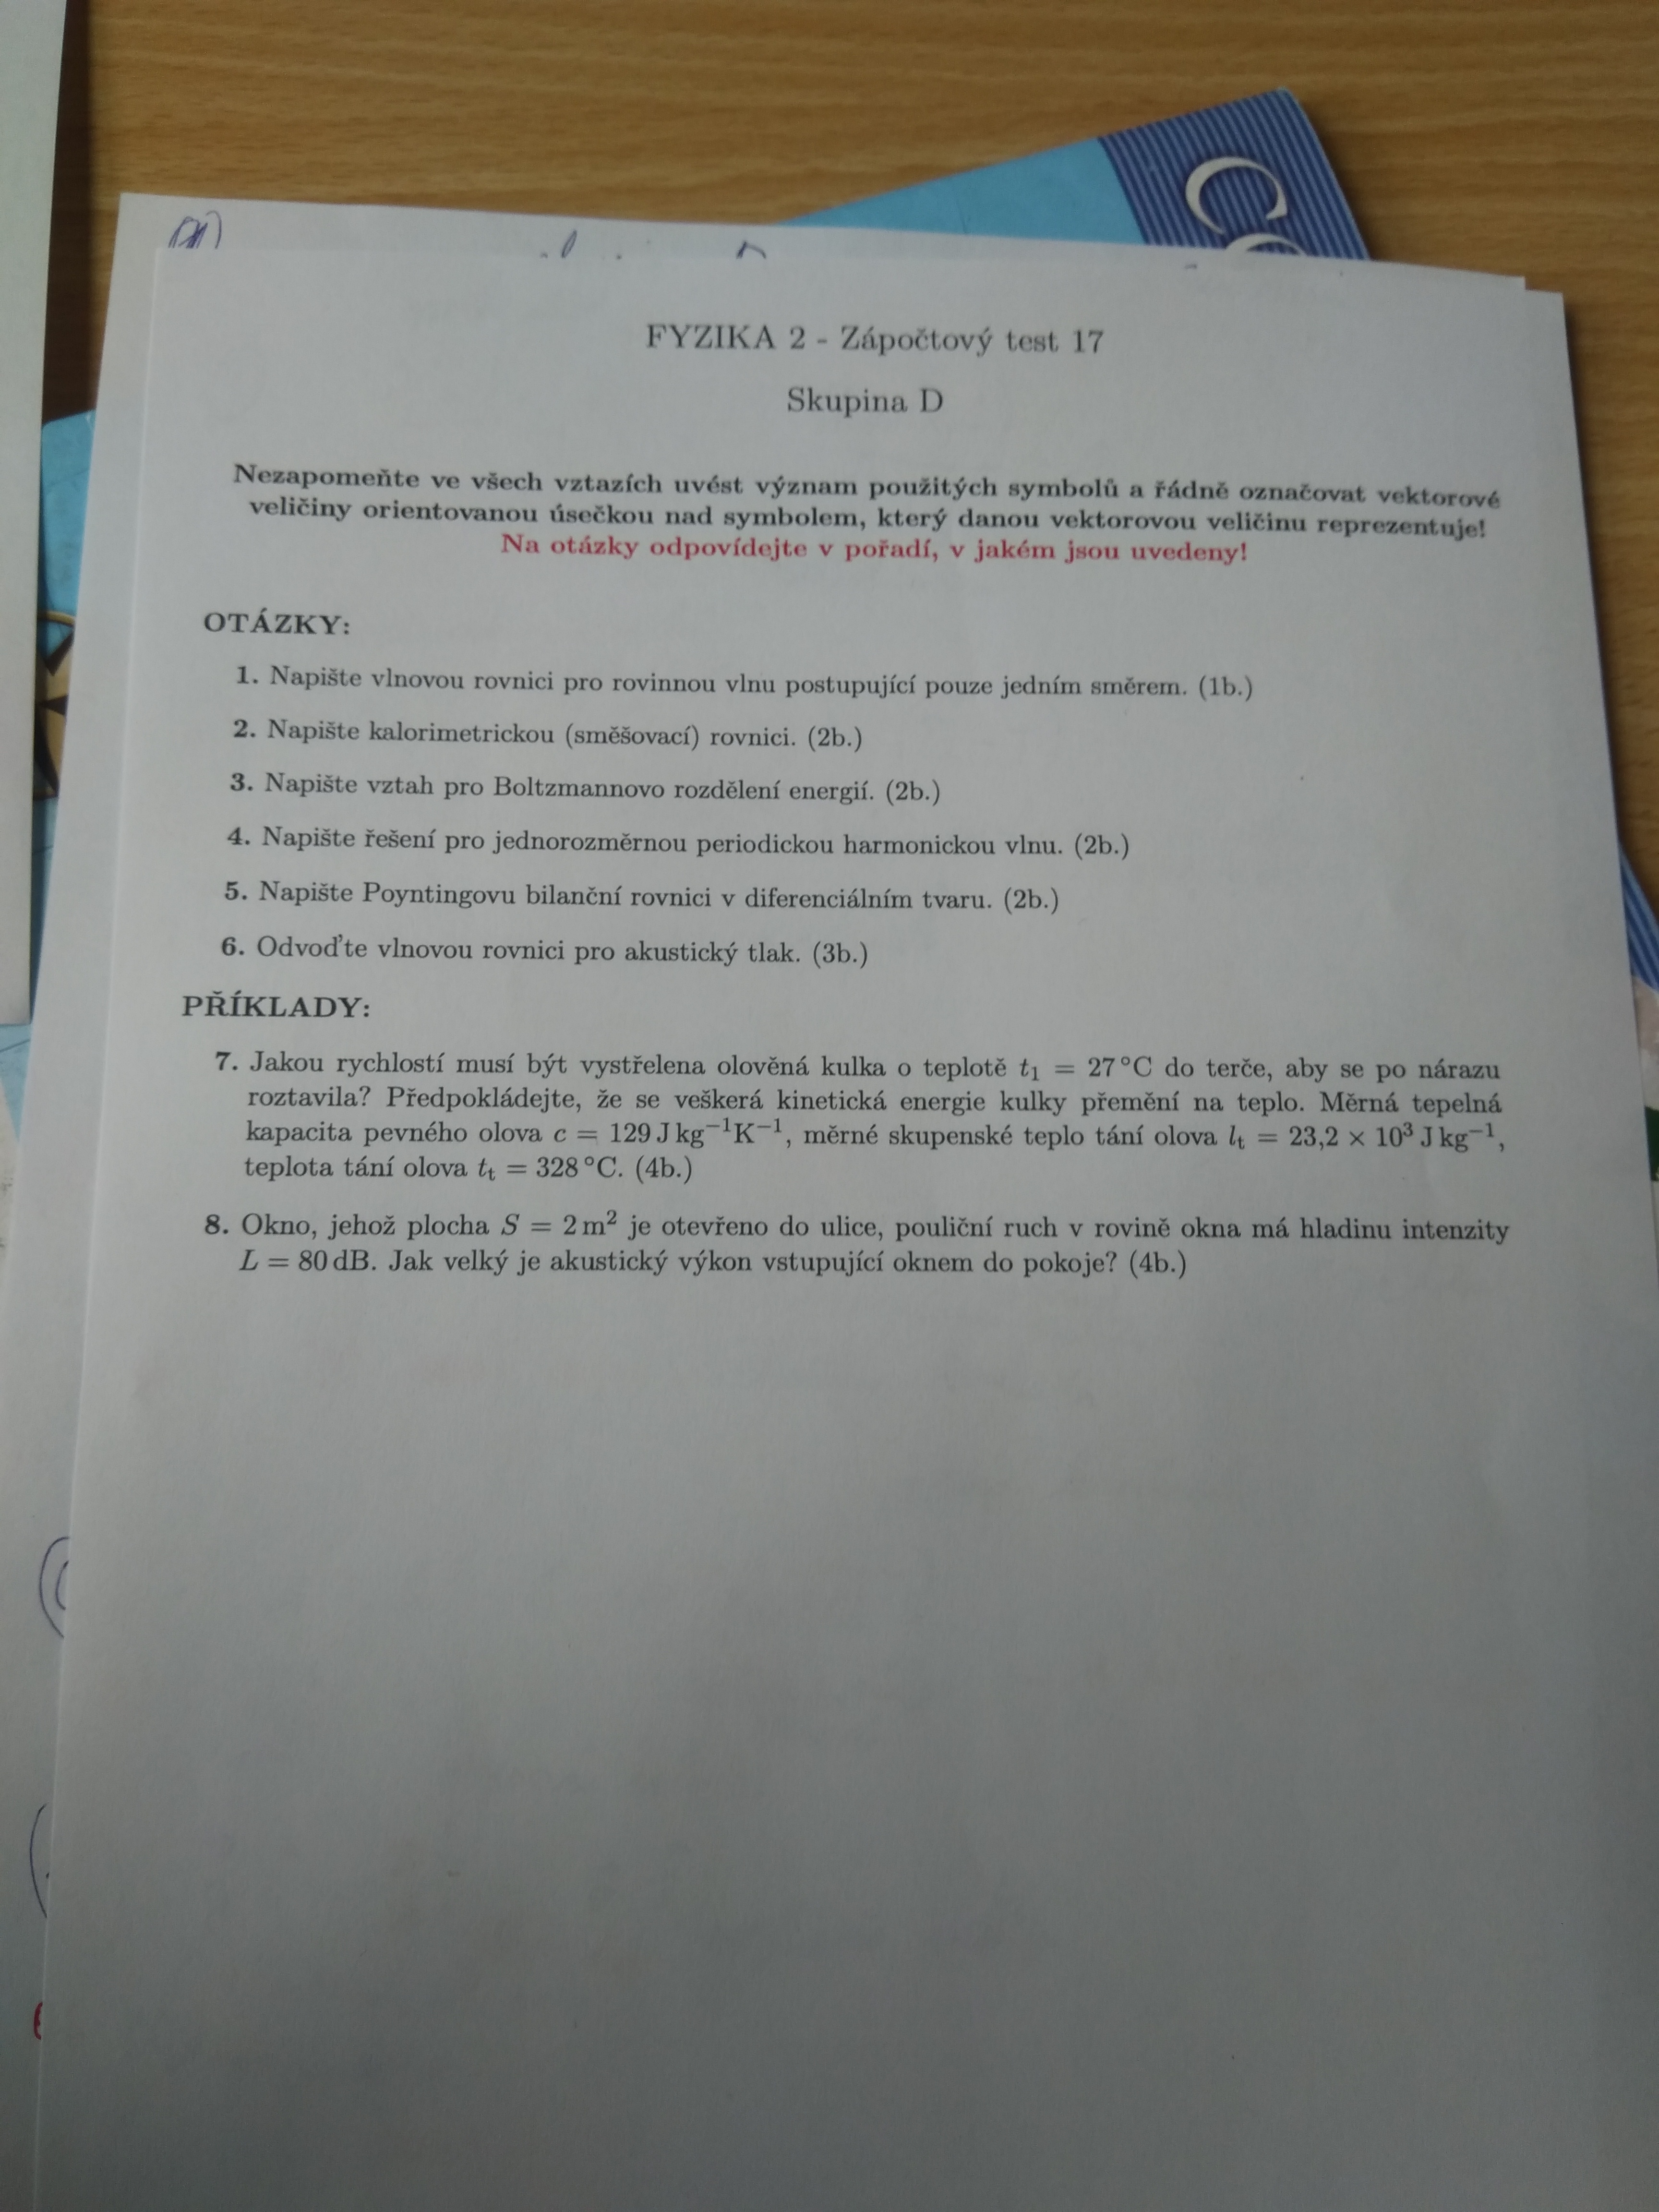 FYZIKA 2 - Zápočtový test 17
Skupina D
Nezapomeňte ve všech vztazích uvést význam použitých symbolů a řádně označovat vektorové
veličiny orientovanou úsečkou nad symbolem, který danou vektorovou veličinu reprezentuje!
Na otázky odpovídejte v pořadí, v jakém jsou uvedeny!
OTÁZKY:
1. Napište vlnovou rovnici pro rovinnou vlnu postupující pouze jedním směrem. (1b.)
2. Napište kalorimetrickou (směšovací) rovnici. (2b.)
3. Napište vztah pro Boltzmannovo rozdělení energií. (2b.)
4. Napište řešení pro jednorozměrnou periodickou harmonickou vlnu. (2b.)
5. Napište Poyntingovu bilanční rovnici v diferenciálním tvaru. (2b.)
6. Odvoďte vlnovou rovnici pro akustický tlak. (3b.)
PŘÍKLADY:
7. Jakou rychlostí musí být vystřelena olověná kulka o teplotě t₁ = 27 °C do terče, aby se po nárazu
roztavila? Předpokládejte, že se veškerá kinetická energie kulky přemění na teplo. Měrná tepelná
kapacita pevného olova c = 129 J kg⁻¹K⁻¹, měrné skupenské teplo tání olova lₜ = 23,2 × 10³ J kg⁻¹,
teplota tání olova tₜ = 328 °C. (4b.)
8. Okno, jehož plocha S = 2 m² je otevřeno do ulice, pouliční ruch v rovině okna má hladinu intenzity
L = 80 dB. Jak velký je akustický výkon vstupující oknem do pokoje? (4b.)